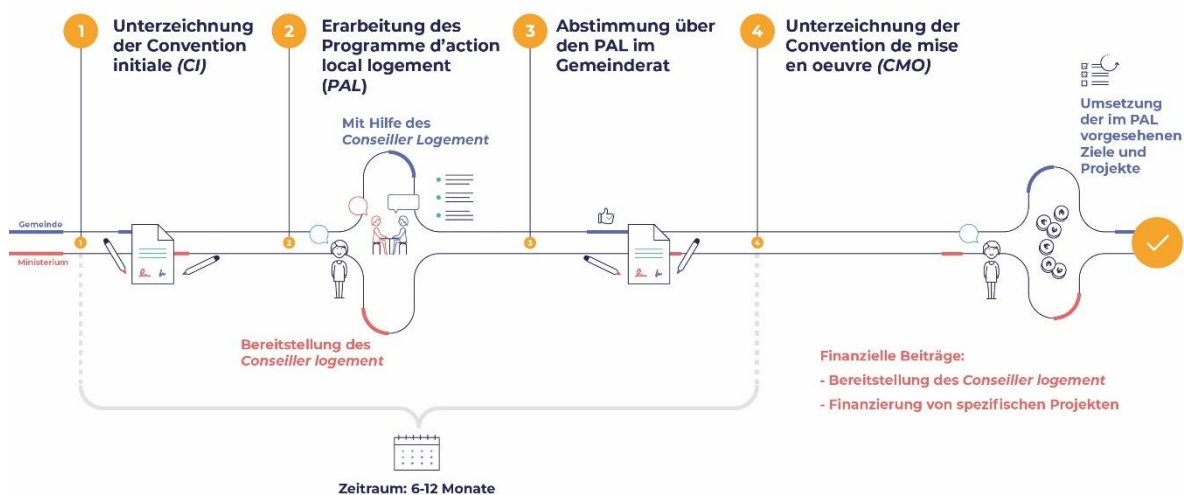 1
Unterzeichnung
der Convention
initiale (CI)
2
Erarbeitung des
Programme d'action
local logement
(PAL)
3
Abstimmung über
den PAL im
Gemeinderat
4
Unterzeichnung der
Convention de mise
en oeuvre (CMO)
Mit Hilfe des
Conseiller Logement
Umsetzung
der im PAL
vorgesehenen
Ziele und
Projekte
Gemeinde
1
2
3
4
Ministerium
Bereitstellung des
Conseiller logement
Finanzielle Beiträge:
- Bereitstellung des Conseiller logement
- Finanzierung von spezifischen Projekten
Zeitraum: 6-12 Monate